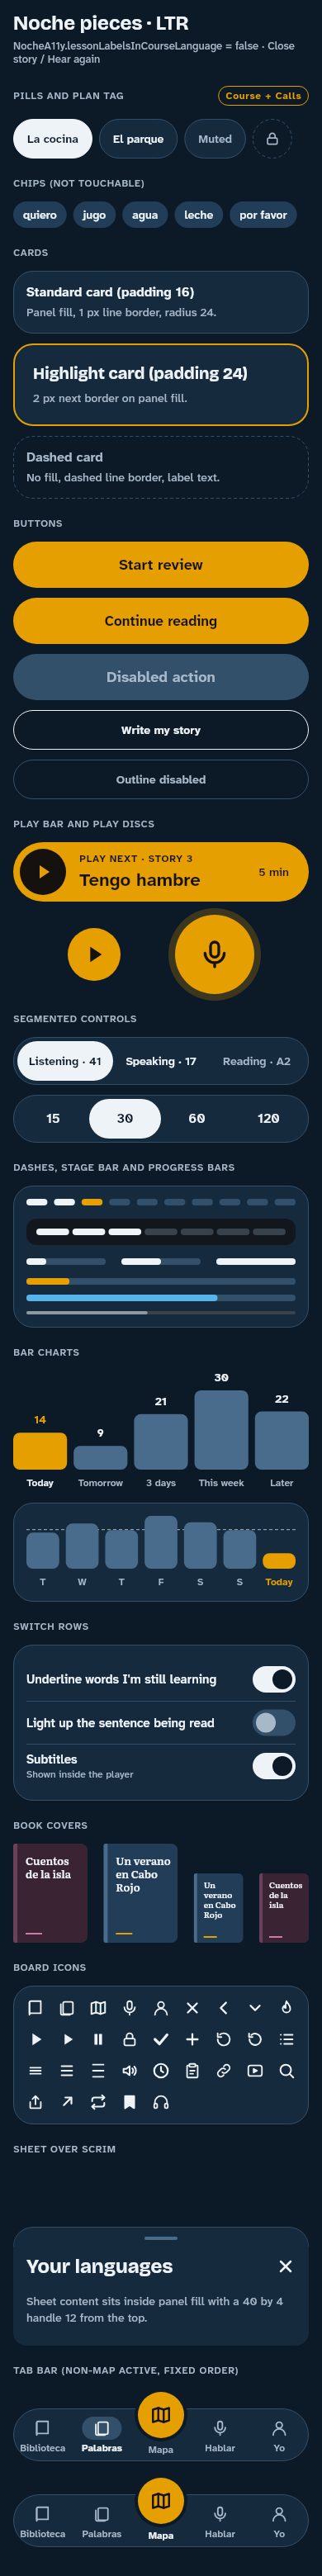 Noche pieces · LTR
NocheA11y.lessonLabelsInCourseLanguage = false · Close
story / Hear again
PILLS AND PLAN TAG
Course + Calls
La cocina
El parque
Muted
CHIPS (NOT TOUCHABLE)
quiero
jugo
agua
leche
por favor
CARDS
Standard card (padding 16)
Panel fill, 1 px line border, radius 24.
Highlight card (padding 24)
2 px next border on panel fill.
Dashed card
No fill, dashed line border, label text.
BUTTONS
Start review
Continue reading
Disabled action
Write my story
Outline disabled
PLAY BAR AND PLAY DISCS
PLAY NEXT · STORY 3
Tengo hambre
5 min
SEGMENTED CONTROLS
Listening · 41
Speaking · 17
Reading · A2
15
30
60
120
DASHES, STAGE BAR AND PROGRESS BARS
BAR CHARTS
14
9
21
30
22
Today
Tomorrow
3 days
This week
Later
T
W
T
F
S
S
Today
SWITCH ROWS
Underline words I'm still learning
Light up the sentence being read
Subtitles
Shown inside the player
BOOK COVERS
Cuentos
de la isla
Un verano
en Cabo
Rojo
Un
verano
en Cabo
Rojo
Cuentos
de la
isla
BOARD ICONS
SHEET OVER SCRIM
Your languages
Sheet content sits inside panel fill with a 40 by 4
handle 12 from the top.
TAB BAR (NON-MAP ACTIVE, FIXED ORDER)
Biblioteca
Palabras
Mapa
Hablar
Yo
Biblioteca
Palabras
Mapa
Hablar
Yo